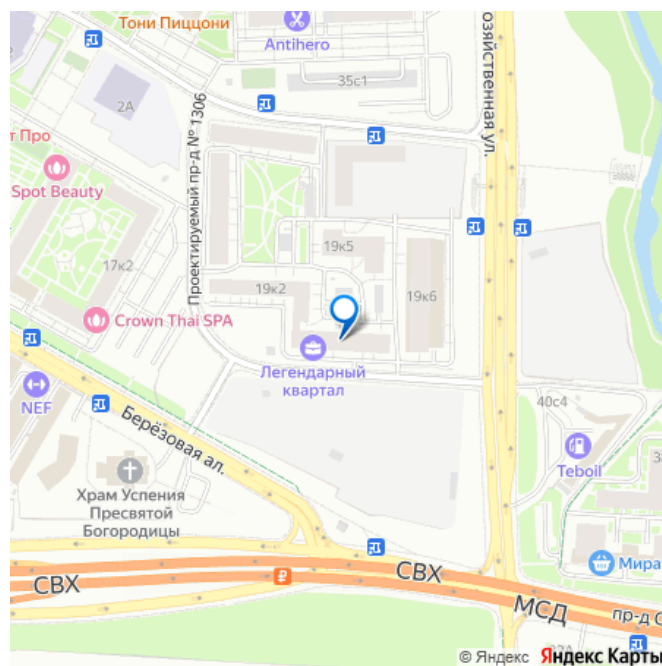 Тони Пиццони
Antihero
35с1
2А
озяйственная ул.
Проектируемый пр-д № 1306
т Про
Spot Beauty
17к2
19к5
19к2
19к6
Crown Thai SPA
Легендарный
квартал
NEF
Берёзовая ал.
40с4
Teboil
3
Храм Успения
Пресвятой
Богородицы
Мират
СВХ
СВХ
МСД
пр-д С
© Яндекс Яндекс Карты